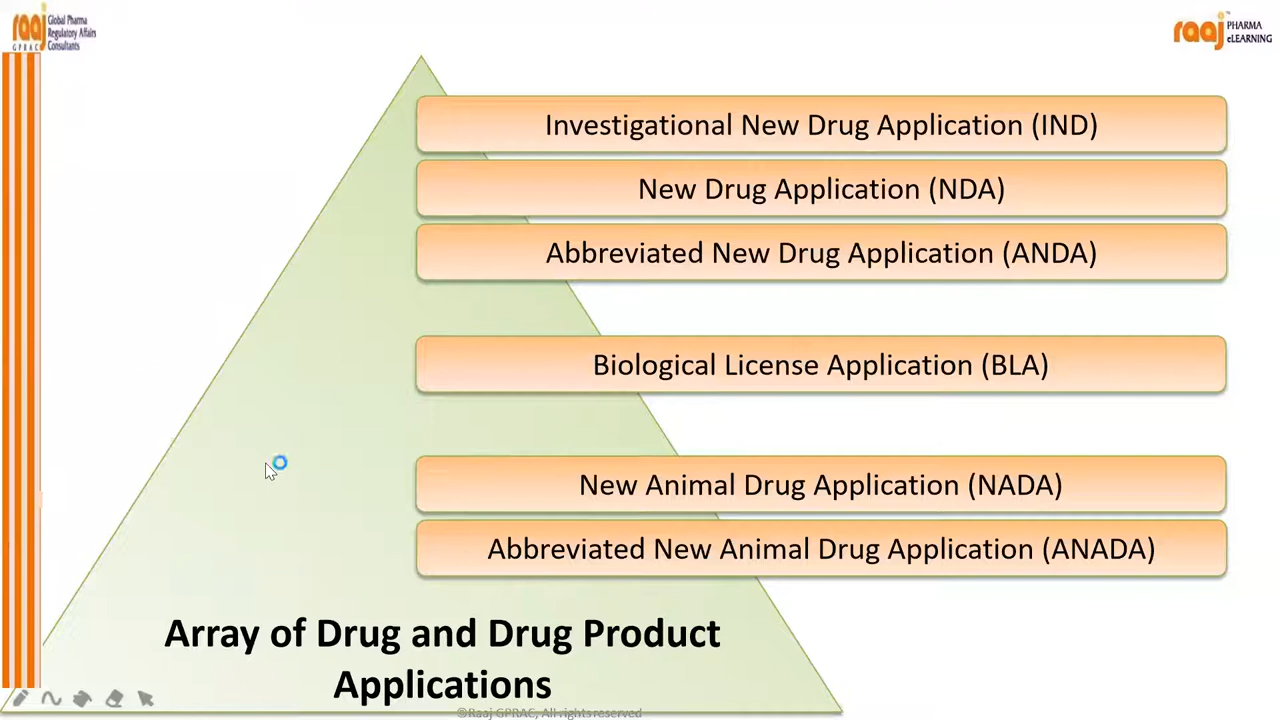 raaj
GPRAC
Global Pharma
Regulatory Affairs
Consultants
raaj
PHARMA
eLEARNING
Investigational New Drug Application (IND)
New Drug Application (NDA)
Abbreviated New Drug Application (ANDA)
Biological License Application (BLA)
New Animal Drug Application (NADA)
Abbreviated New Animal Drug Application (ANADA)
Array of Drug and Drug Product
Applications
©Raaj GPRAC, All rights reserved